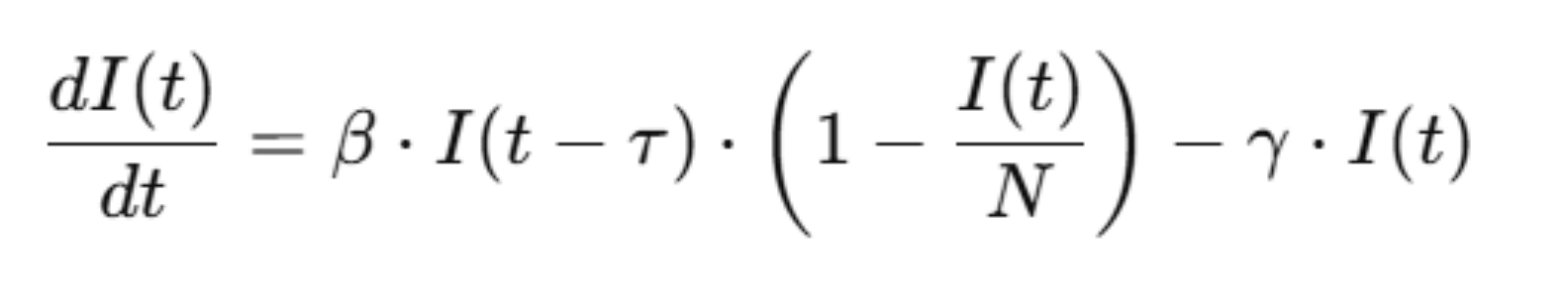 dI(t)/dt = β · I(t − τ) · (1 − I(t)/N) − γ · I(t)